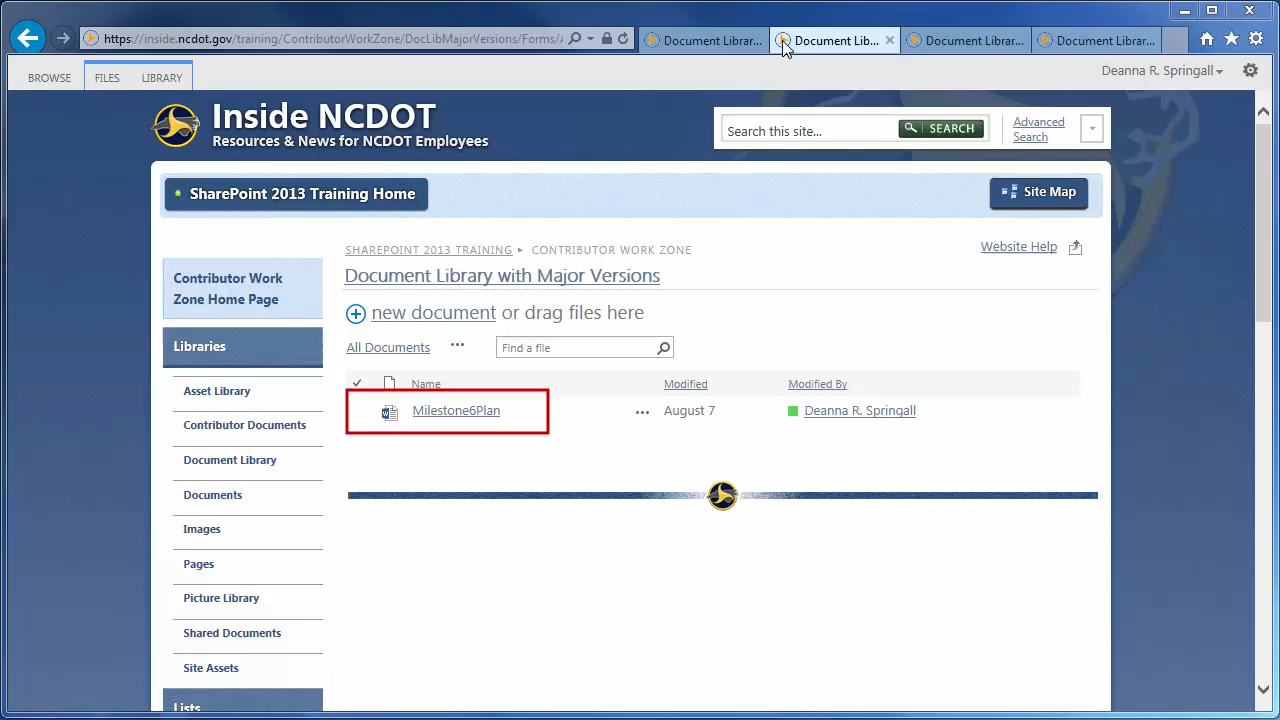 https://inside.ncdot.gov/training/ContributorWorkZone/DocLibMajorVersions/Forms/
Document Librar...
Document Lib...
Document Librar...
Document Librar...
BROWSE
FILES
LIBRARY
Deanna R. Springall
Inside NCDOT
Resources & News for NCDOT Employees
Search this site...
SEARCH
Advanced
Search
SharePoint 2013 Training Home
Site Map
SHAREPOINT 2013 TRAINING
CONTRIBUTOR WORK ZONE
Website Help
Document Library with Major Versions
new document or drag files here
All Documents
...
Find a file
Name
Modified
Modified By
Milestone6Plan
...
August 7
Deanna R. Springall
Contributor Work
Zone Home Page
Libraries
Asset Library
Contributor Documents
Document Library
Documents
Images
Pages
Picture Library
Shared Documents
Site Assets
Lists